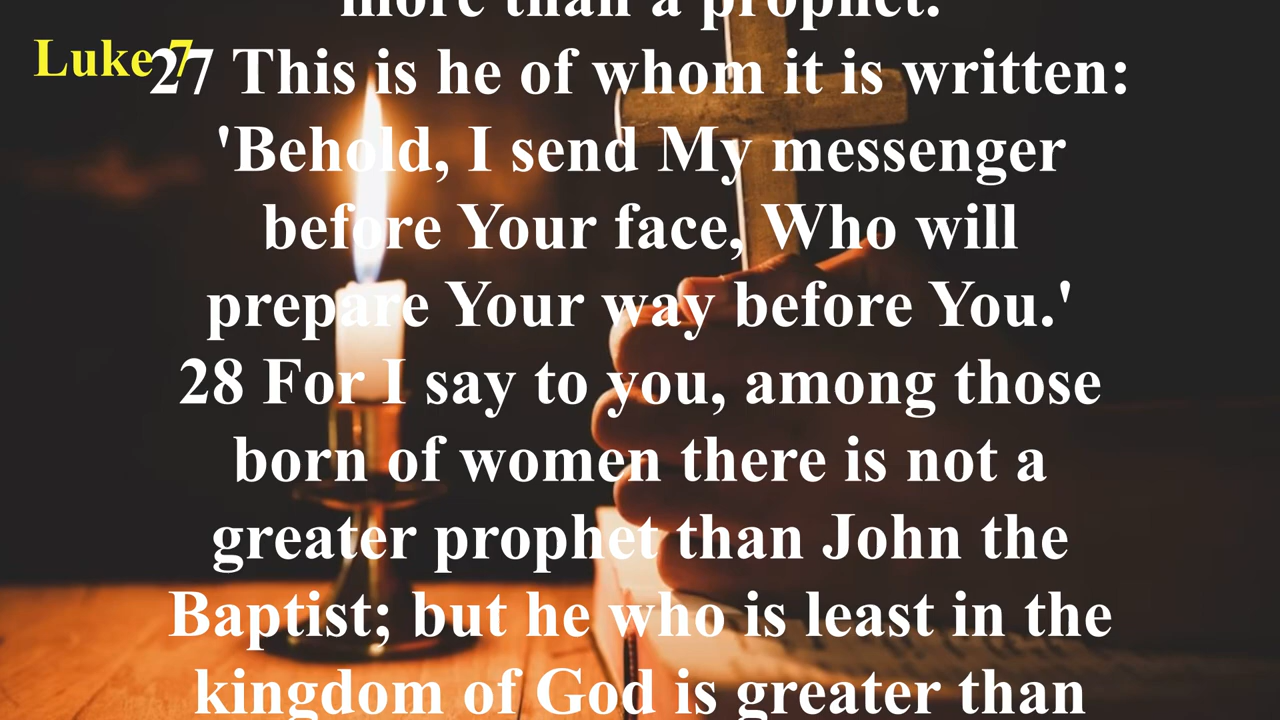 more than a prophet.
Luke 7
27 This is he of whom it is written:
'Behold, I send My messenger
before Your face, Who will
prepare Your way before You.'
28 For I say to you, among those
born of women there is not a
greater prophet than John the
Baptist; but he who is least in the
kingdom of God is greater than